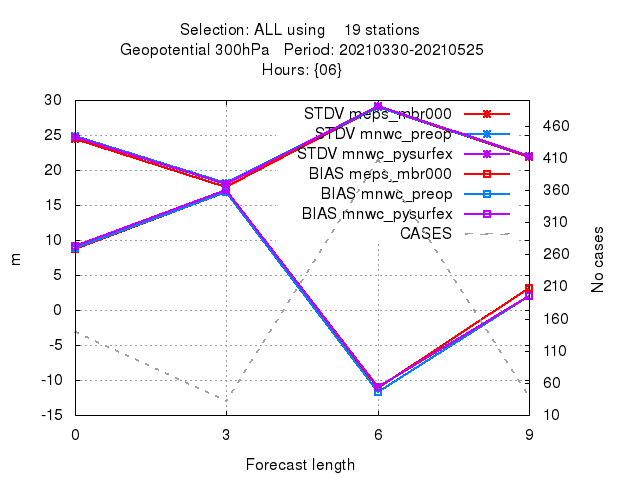 Selection: ALL using 19 stations
Geopotential 300hPa Period: 20210330-20210525
Hours: {06}
30
25
20
15
10
5
0
-5
-10
-15
m
STDV meps_mbr000
STDV mnwc_preop
STDV mnwc_pysurfex
BIAS meps_mbr000
BIAS mnwc_preop
BIAS mnwc_pysurfex
CASES
460
410
360
310
260
210
160
110
60
10
No cases
0 3 6 9
Forecast length